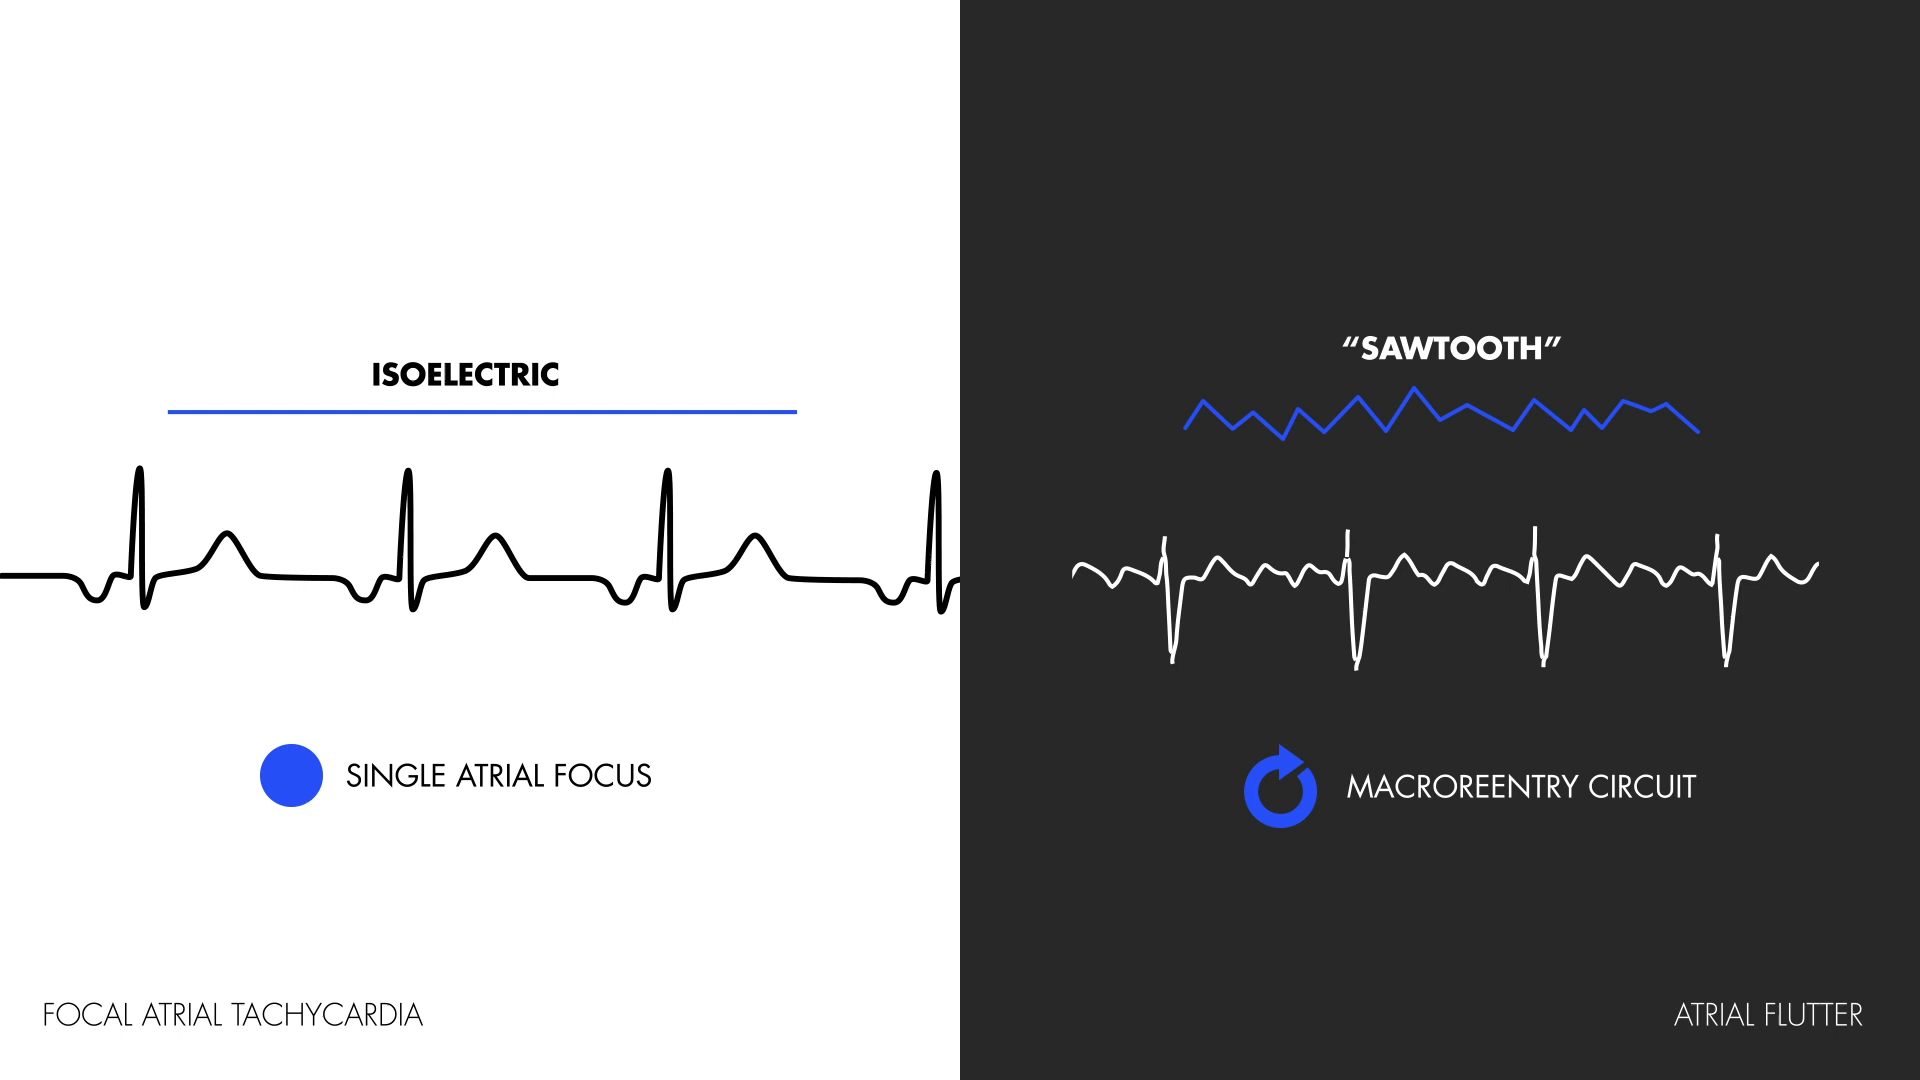 ISOELECTRIC
SINGLE ATRIAL FOCUS
FOCAL ATRIAL TACHYCARDIA
“SAWTOOTH”
MACROREENTRY CIRCUIT
ATRIAL FLUTTER